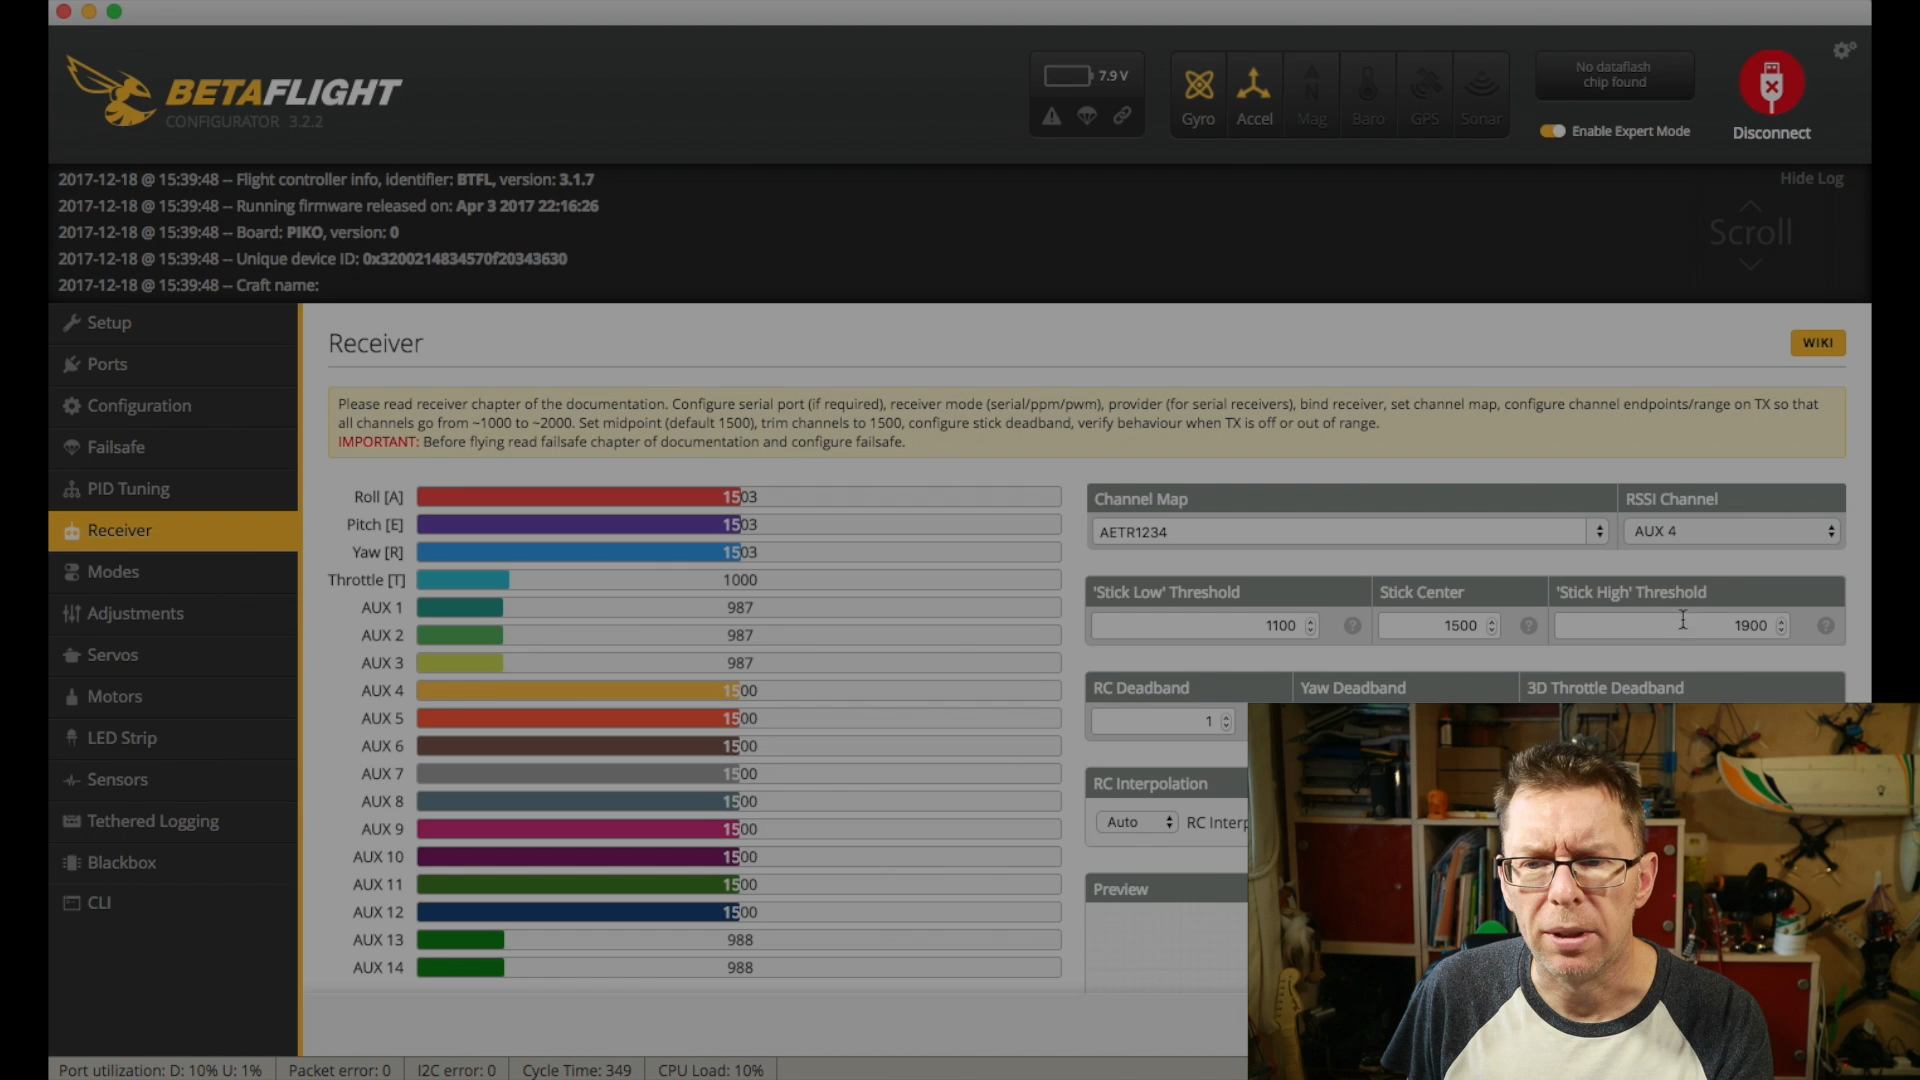 BETAFLIGHT
CONFIGURATOR 3.2.2
7.9 V
Gyro
Accel
Mag
Baro
GPS
Sonar
No dataflash
chip found
Enable Expert Mode
Disconnect
2017-12-18 @ 15:39:48 -- Flight controller info, identifier: BTFL, version: 3.1.7
2017-12-18 @ 15:39:48 -- Running firmware released on: Apr 3 2017 22:16:26
2017-12-18 @ 15:39:48 -- Board: PIKO, version: 0
2017-12-18 @ 15:39:48 -- Unique device ID: 0x3200214834570f20343630
2017-12-18 @ 15:39:48 -- Craft name:
Hide Log
Scroll
Setup
Ports
Configuration
Failsafe
PID Tuning
Receiver
Modes
Adjustments
Servos
Motors
LED Strip
Sensors
Tethered Logging
Blackbox
CLI
Receiver
WIKI
Please read receiver chapter of the documentation. Configure serial port (if required), receiver mode (serial/ppm/pwm), provider (for serial receivers), bind receiver, set channel map, configure channel endpoints/range on TX so that
all channels go from ~1000 to ~2000. Set midpoint (default 1500), trim channels to 1500, configure stick deadband, verify behaviour when TX is off or out of range.
IMPORTANT: Before flying read failsafe chapter of documentation and configure failsafe.
Roll [A] 1503
Pitch [E] 1503
Yaw [R] 1503
Throttle [T] 1000
AUX 1 987
AUX 2 987
AUX 3 987
AUX 4 1500
AUX 5 1500
AUX 6 1500
AUX 7 1500
AUX 8 1500
AUX 9 1500
AUX 10 1500
AUX 11 1500
AUX 12 1500
AUX 13 988
AUX 14 988
Channel Map
RSSI Channel
AETR1234
AUX 4
'Stick Low' Threshold
Stick Center
'Stick High' Threshold
1100 ?
1500 ?
1900 ?
RC Deadband
Yaw Deadband
3D Throttle Deadband
1
RC Interpolation
Auto
RC Interp
Preview
Port utilization: D: 10% U: 1%
Packet error: 0
I2C error: 0
Cycle Time: 349
CPU Load: 10%